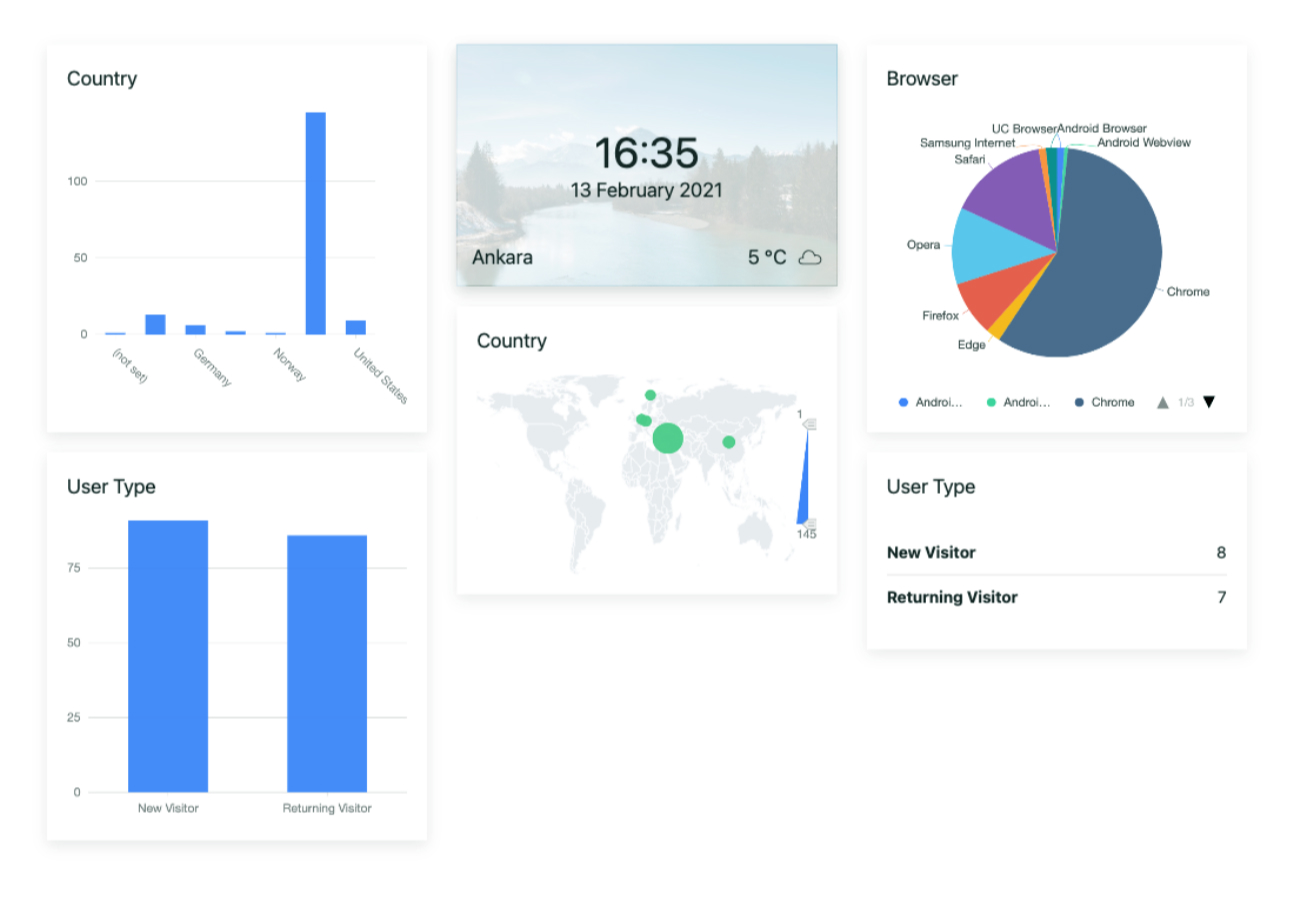 Country
100
50
0
(not set)
Germany
Norway
United States
16:35
13 February 2021
Ankara
5 °C
Browser
UC Browser
Android Browser
Samsung Internet
Android Webview
Safari
Opera
Chrome
Firefox
Edge
Androi...
Androi...
Chrome
1/3
Country
1
145
User Type
75
50
25
0
New Visitor
Returning Visitor
User Type
New Visitor 8
Returning Visitor 7